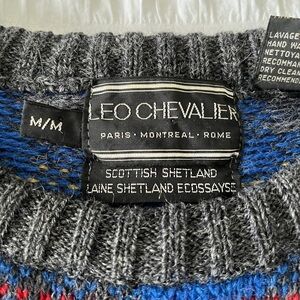 LEO CHEVALIER
PARIS · MONTREAL · ROME
SCOTTISH SHETLAND
LAINE SHETLAND ECOSSAYSE
M/M
LAVAGE
HAND WA
NETTOYA
RECOMMAN
DRY CLEA
RECOMMEN